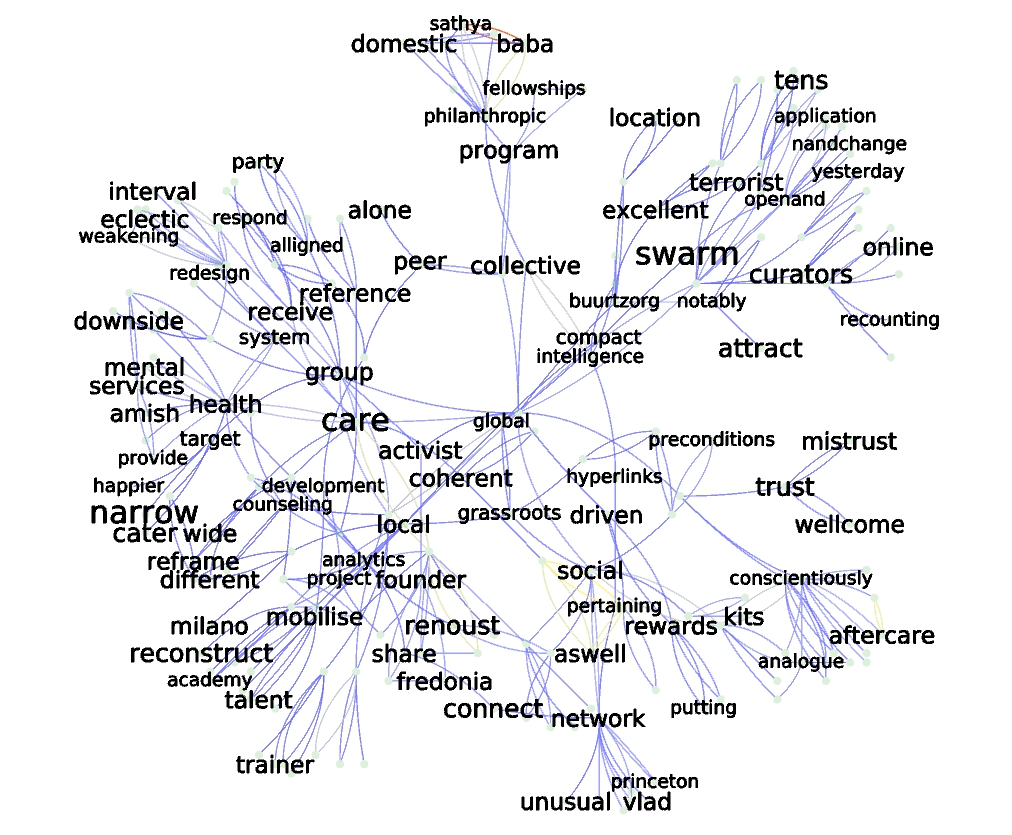 sathya
domestic baba
fellowships
philanthropic
program
tens
location
application
nandchange
yesterday
party
interval
terrorist
openand
alone
eclectic
respond
excellent
weakening
alligned
swarm
online
peer
collective
redesign
curators
reference
buurtzorg
notably
receive
downside
recounting
system
compact
intelligence
attract
mental
group
services
health
amish
care
global
target
activist
preconditions
mistrust
provide
coherent
hyperlinks
happier
development
trust
counseling
narrow
grassroots
driven
local
wellcome
cater wide
reframe
analytics
different
project founder
social
conscientiously
pertaining
mobilise
milano
renoust
rewards
kits
aftercare
reconstruct
share
aswell
analogue
academy
fredonia
talent
connect
putting
network
trainer
princeton
unusual vlad